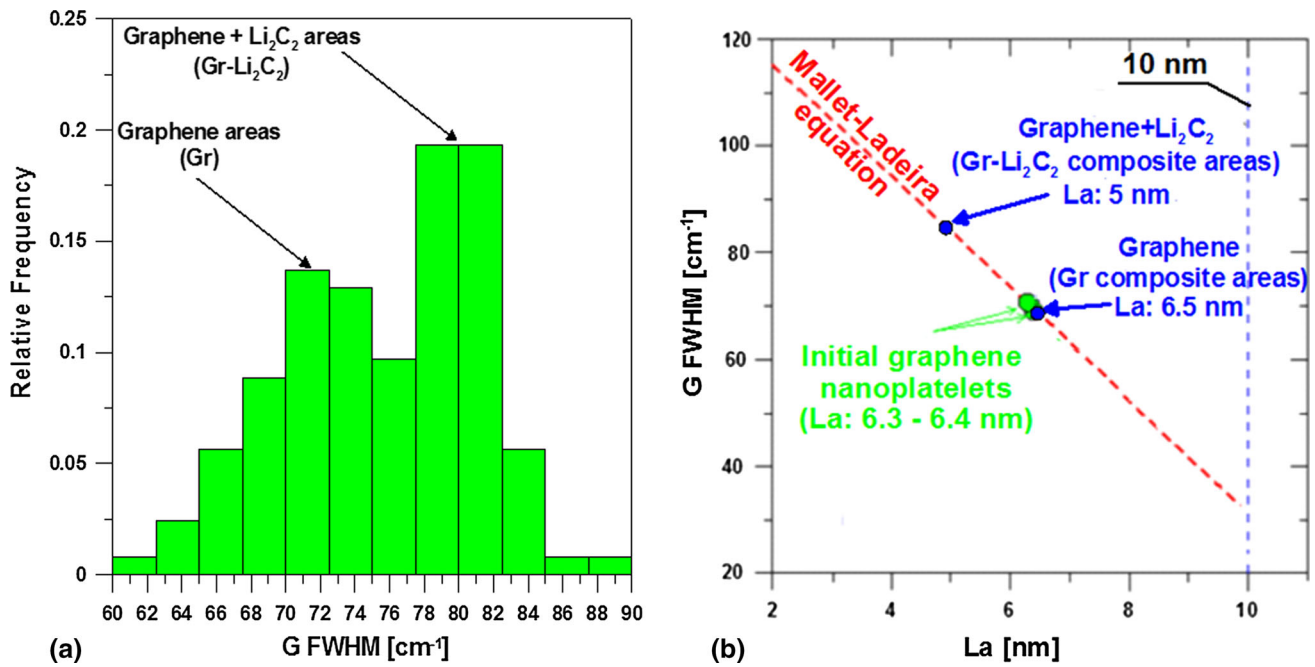 0.25
0.2
0.15
0.1
0.05
0
Relative Frequency
Graphene + Li₂C₂ areas
(Gr-Li₂C₂)
Graphene areas
(Gr)
60 62 64 66 68 70 72 74 76 78 80 82 84 86 88 90
(a)
G FWHM [cm⁻¹]
120
100
80
60
40
20
G FWHM [cm⁻¹]
Mallet-Ladeira
equation
10 nm
Graphene+Li₂C₂
(Gr-Li₂C₂ composite areas)
La: 5 nm
Graphene
(Gr composite areas)
La: 6.5 nm
Initial graphene
nanoplatelets
(La: 6.3 - 6.4 nm)
2 4 6 8 10
(b)
La [nm]